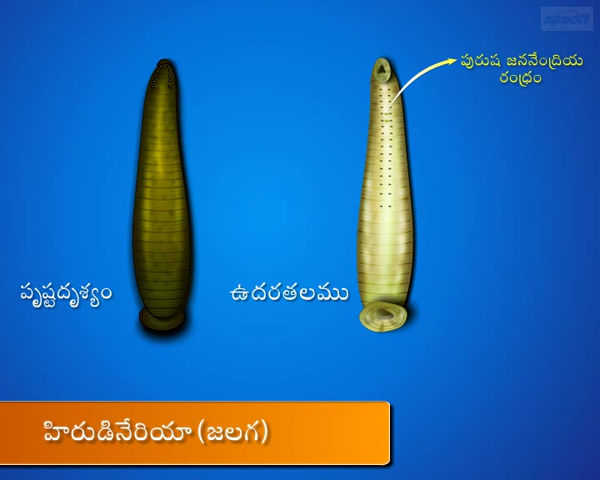 పురుష జననేంద్రియ
రంధ్రం
పృష్టదృశ్యం
ఉదరతలము
హిరుడినేరియా (జలగ)